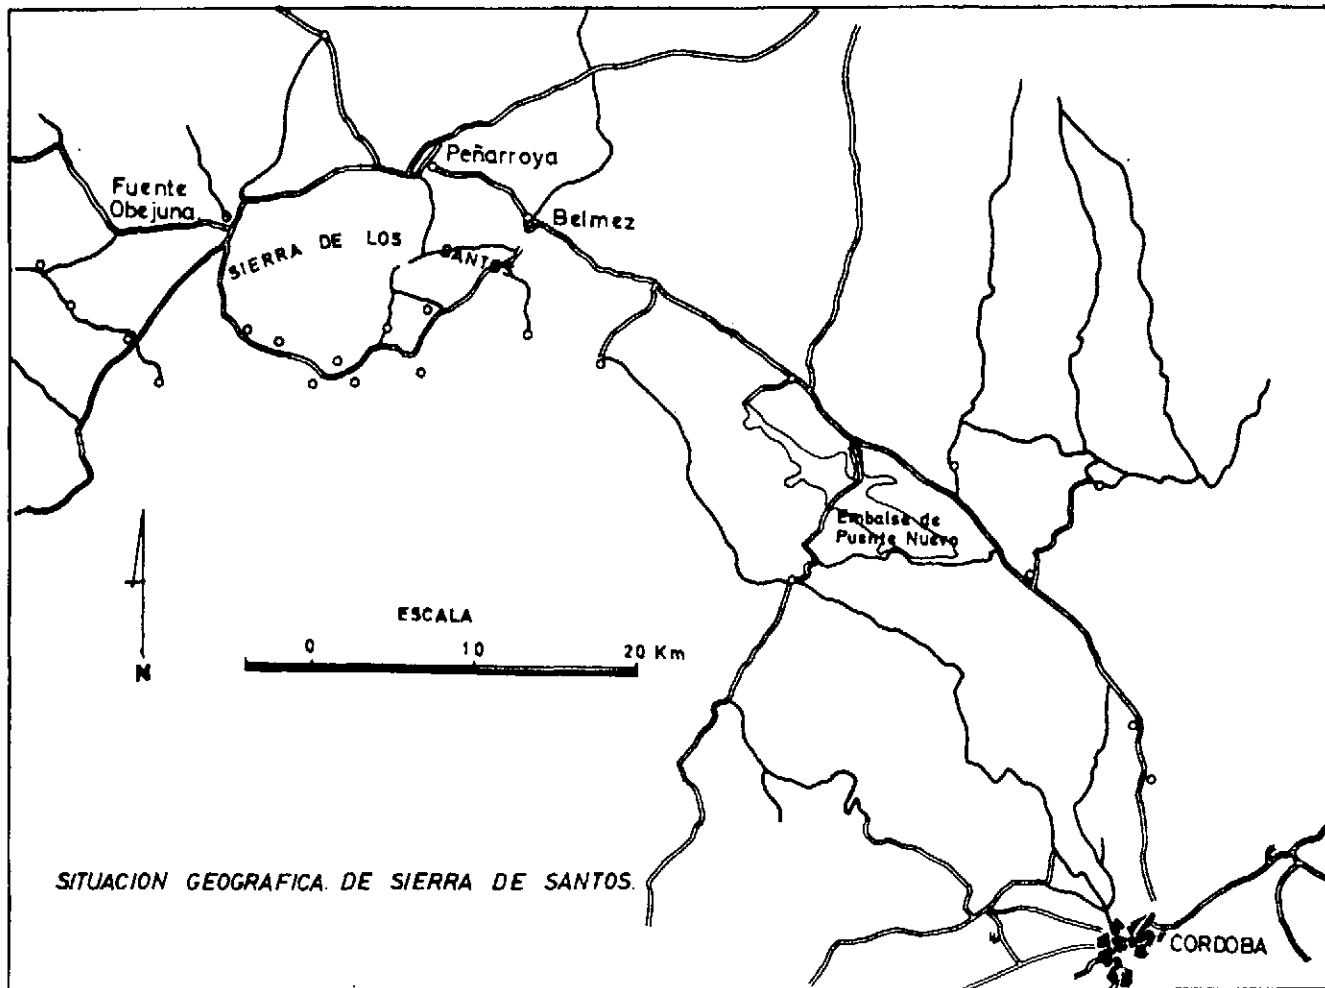 Peñarroya
Fuente
Obejuna
Belmez
SIERRA DE LOS SANTOS
Embalse de
Puente Nuevo
ESCALA
0 10 20 Km
N
SITUACION GEOGRAFICA. DE SIERRA DE SANTOS.
CORDOBA